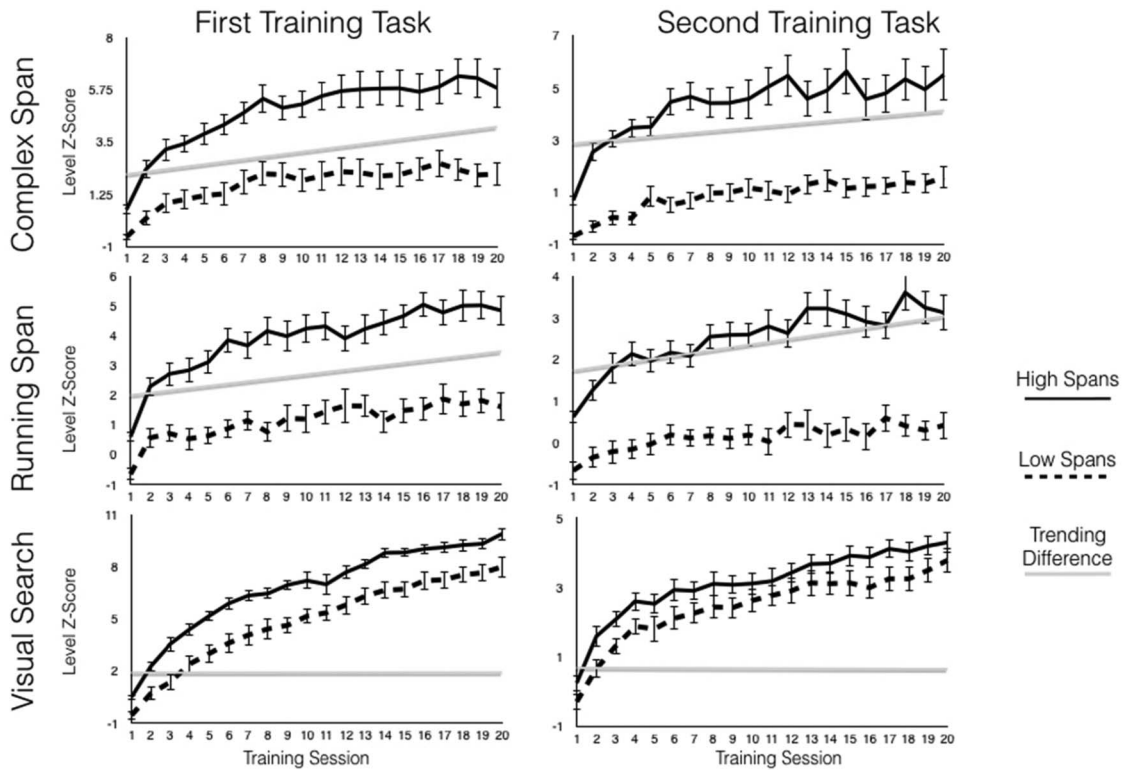 First Training Task
Second Training Task
Complex Span
Level Z-Score
8
5.75
3.5
1.25
-1
1 2 3 4 5 6 7 8 9 10 11 12 13 14 15 16 17 18 19 20
7
5
3
1
-1
1 2 3 4 5 6 7 8 9 10 11 12 13 14 15 16 17 18 19 20
Running Span
Level Z-Score
6
5
4
3
2
1
0
-1
1 2 3 4 5 6 7 8 9 10 11 12 13 14 15 16 17 18 19 20
4
3
2
1
0
-1
1 2 3 4 5 6 7 8 9 10 11 12 13 14 15 16 17 18 19 20
High Spans
Low Spans
Trending
Difference
Visual Search
Level Z-Score
11
8
5
2
-1
1 2 3 4 5 6 7 8 9 10 11 12 13 14 15 16 17 18 19 20
Training Session
5
3
1
-1
1 2 3 4 5 6 7 8 9 10 11 12 13 14 15 16 17 18 19 20
Training Session